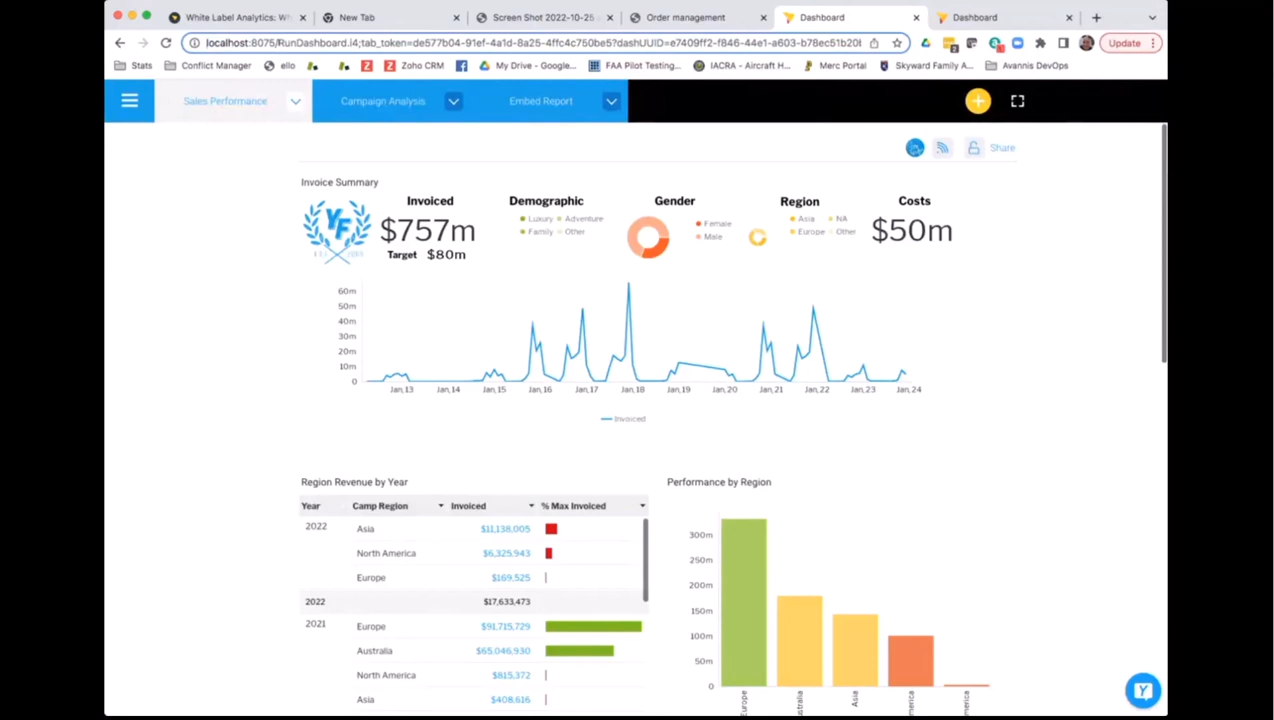 White Label Analytics: Wh
New Tab
Screen Shot 2022-10-25
Order management
Dashboard
Dashboard
localhost:8075/RunDashboard.i4;tab_token=de577b04-91ef-4a1d-8a25-4ffc4c750be5?dashUUID=e7409ff2-f846-44e1-a603-b78ec51b20b
Update
Stats
Conflict Manager
ello
Zoho CRM
My Drive - Google...
FAA Pilot Testing...
IACRA - Aircraft H...
Merc Portal
Skyward Family A...
Avannis DevOps
Sales Performance
Campaign Analysis
Embed Report
Share
Invoice Summary
YF
Invoiced
$757m
Target $80m
Demographic
Luxury Adventure
Family Other
Gender
Female
Male
Region
Asia NA
Europe Other
Costs
$50m
60m
50m
40m
30m
20m
10m
0
Jan,13 Jan,14 Jan,15 Jan,16 Jan,17 Jan,18 Jan,19 Jan,20 Jan,21 Jan,22 Jan,23 Jan,24
Invoiced
Region Revenue by Year
Year Camp Region Invoiced % Max Invoiced
2022 Asia $11,138,005
North America $6,325,943
Europe $169,525
2022 $17,633,473
2021 Europe $91,715,729
Australia $65,046,930
North America $815,372
Asia $408,616
Performance by Region
300m
250m
200m
150m
100m
50m
0
Europe
stralia
Asia
merica
merica